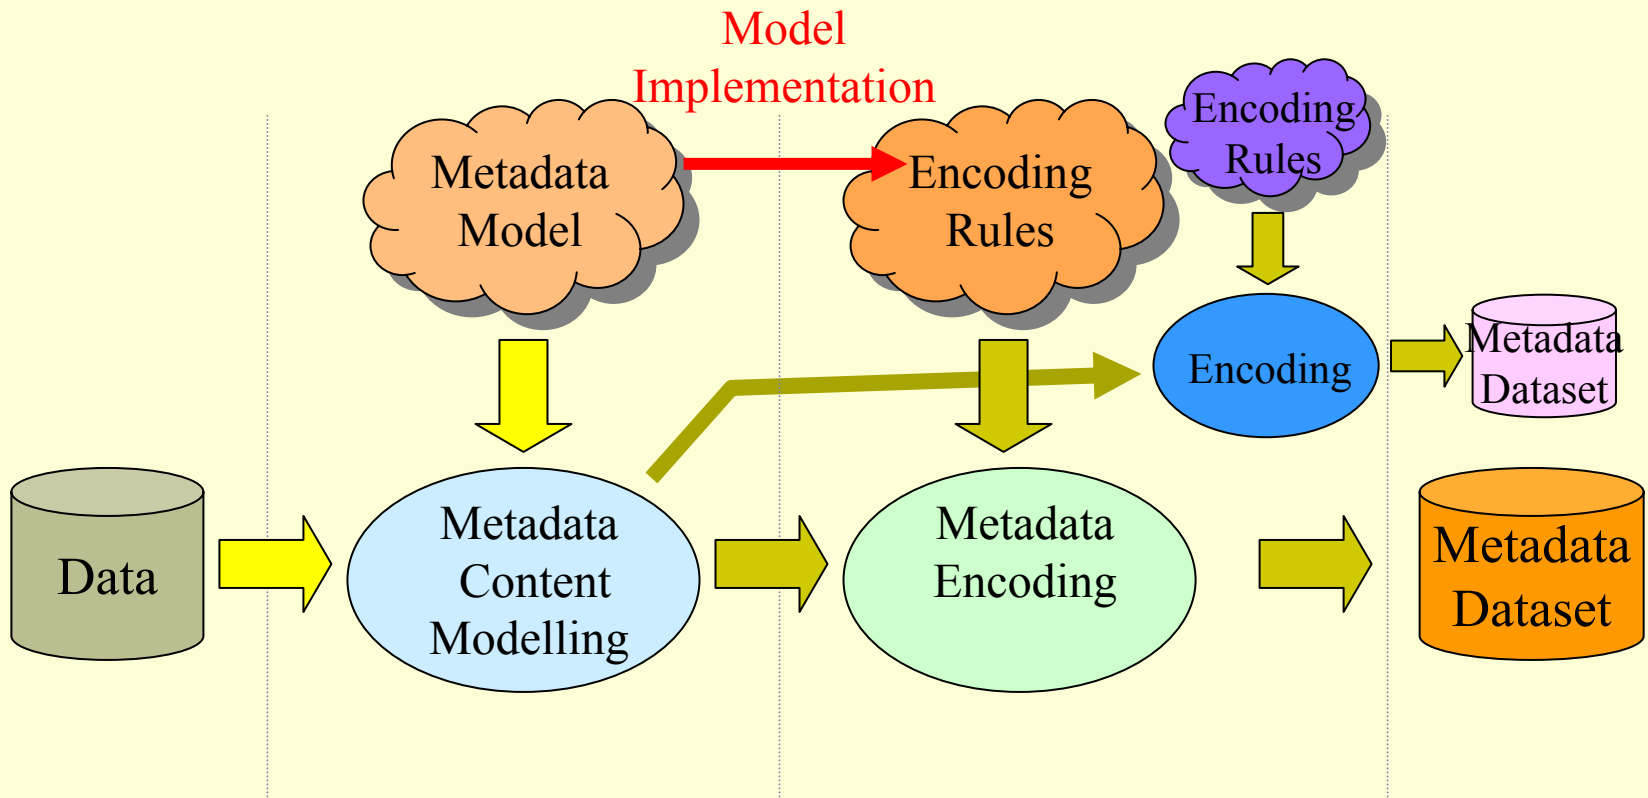 Model
Implementation
Metadata
Model
Encoding
Rules
Encoding
Rules
Encoding
Metadata
Dataset
Data
Metadata
Content
Modelling
Metadata
Encoding
Metadata
Dataset